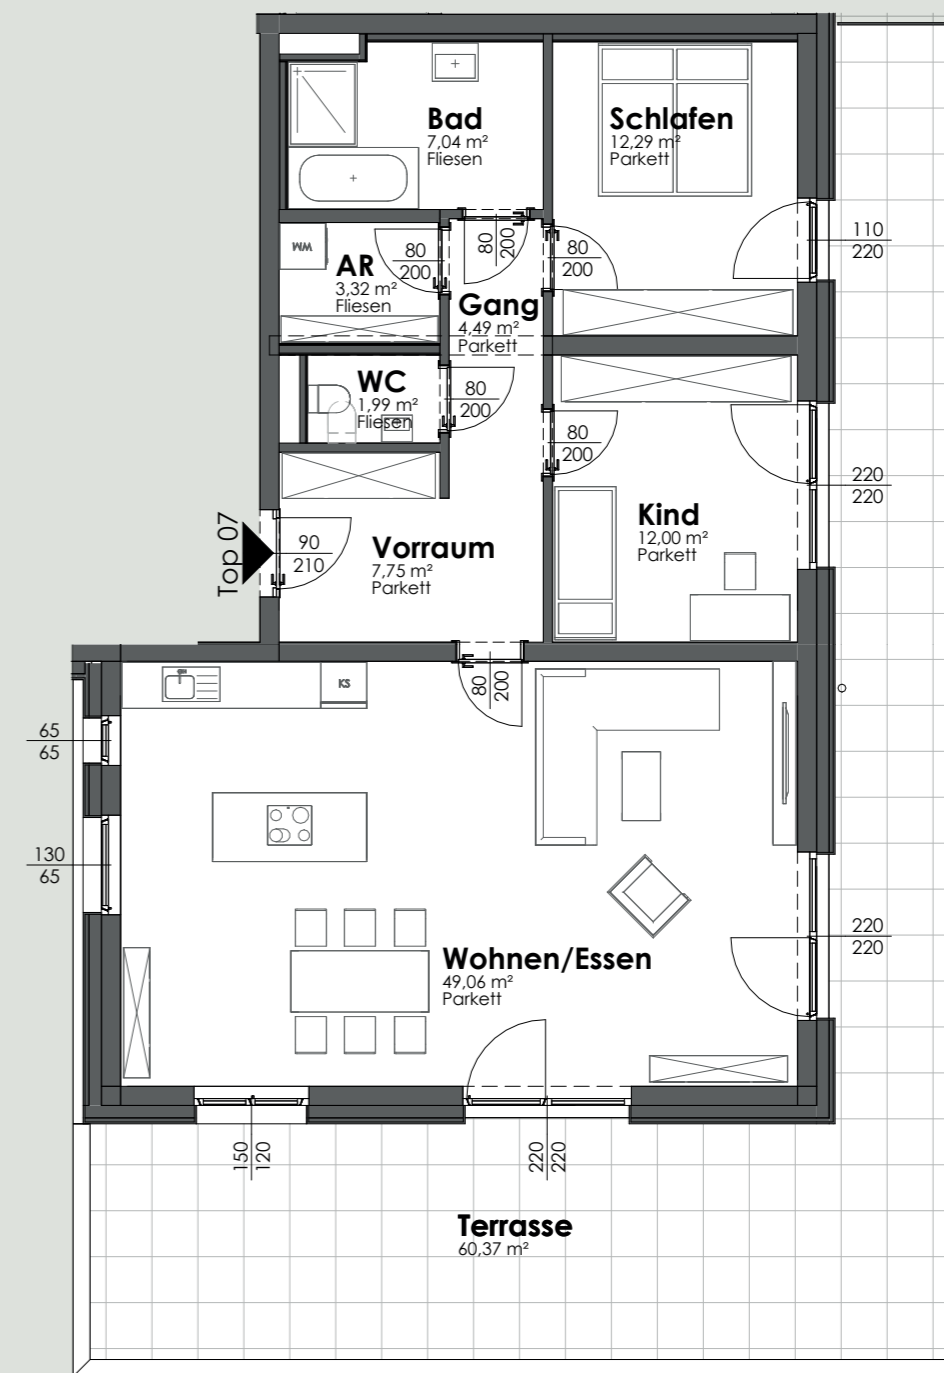 Bad
7,04 m²
Fliesen
Schlafen
12,29 m²
Parkett
110
220
80
200
80
200
80
200
WM
AR
3,32 m²
Fliesen
Gang
4,49 m²
Parkett
WC
1,99 m²
Fliesen
80
200
80
200
220
220
Kind
12,00 m²
Parkett
Top 07
90
210
Vorraum
7,75 m²
Parkett
80
200
KS
65
65
130
65
220
220
Wohnen/Essen
49,06 m²
Parkett
150
120
220
220
Terrasse
60,37 m²